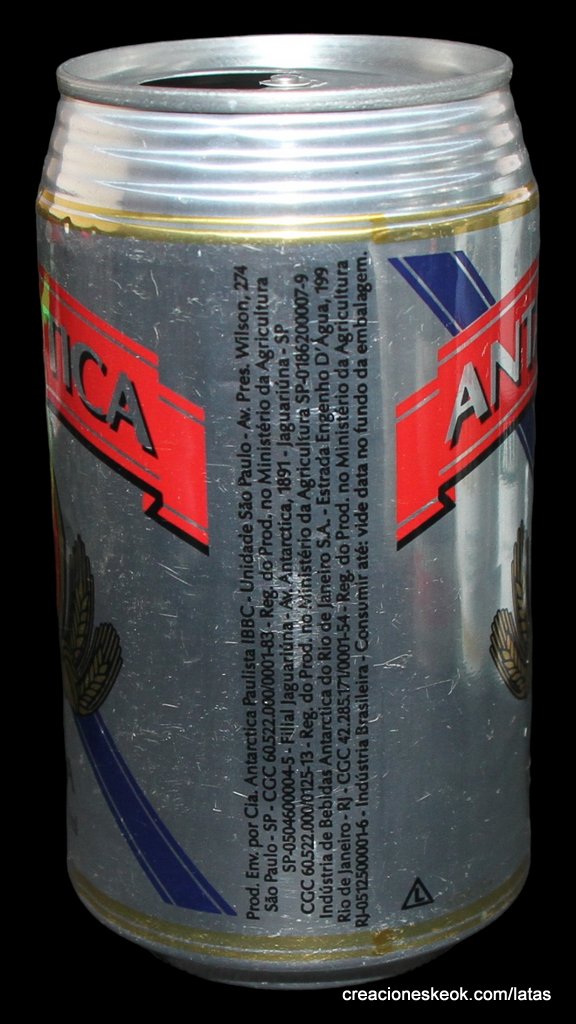 TICA
ANT
Prod. Env. por Cia. Antarctica Paulista IBBC - Unidade São Paulo - Av. Pres. Wilson, 274
São Paulo - SP - CGC 60.522.000/0001-83 - Reg. do Prod. no Ministério da Agricultura
SP-0504600004-5 - Filial Jaguariúna - Av. Antarctica, 1891 - Jaguariúna - SP
CGC 60.522.000/0125-13 - Reg. do Prod. no Ministério da Agricultura SP-0186200007-9
Indústria de Bebidas Antarctica do Rio de Janeiro S.A. - Estrada Engenho D'Água, 199
Rio de Janeiro - RJ - CGC 42.285.171/0001-54 - Reg. do Prod. no Ministério da Agricultura
RJ-0512500001-6 - Indústria Brasileira - Consumir até: vide data no fundo da embalagem.
L
creacioneskeok.com/latas